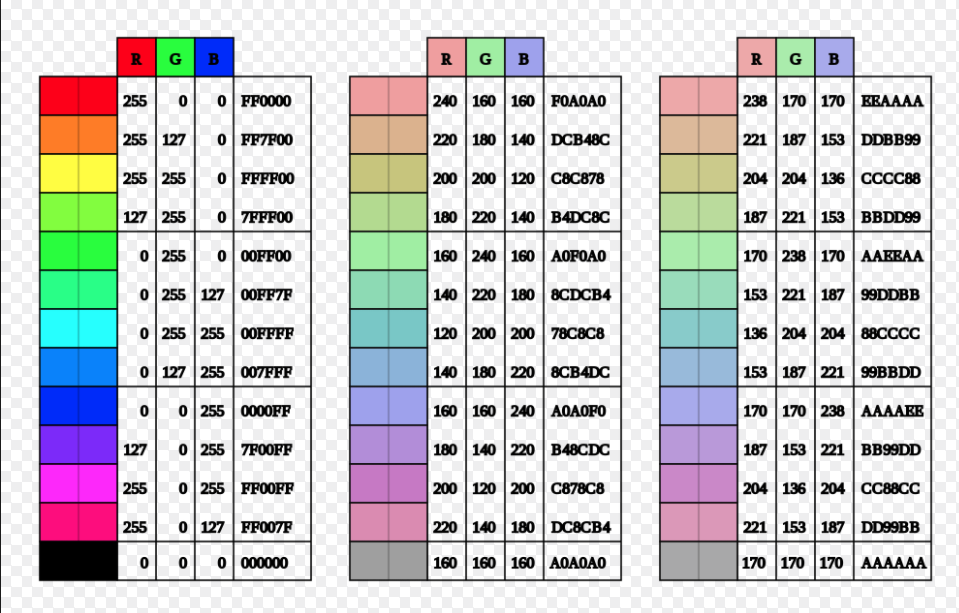 R G B
255 0 0 FF0000
255 127 0 FF7F00
255 255 0 FFFF00
127 255 0 7FFF00
0 255 0 00FF00
0 255 127 00FF7F
0 255 255 00FFFF
0 127 255 007FFF
0 0 255 0000FF
127 0 255 7F00FF
255 0 255 FF00FF
255 0 127 FF007F
0 0 0 000000
R G B
240 160 160 F0A0A0
220 180 140 DCB48C
200 200 120 C8C878
180 220 140 B4DC8C
160 240 160 A0F0A0
140 220 180 8CDCB4
120 200 200 78C8C8
140 180 220 8CB4DC
160 160 240 A0A0F0
180 140 220 B48CDC
200 120 200 C878C8
220 140 180 DC8CB4
160 160 160 A0A0A0
R G B
238 170 170 EEAAAA
221 187 153 DDBB99
204 204 136 CCCC88
187 221 153 BBDD99
170 238 170 AAEEAA
153 221 187 99DDBB
136 204 204 88CCCC
153 187 221 99BBDD
170 170 238 AAAAEE
187 153 221 BB99DD
204 136 204 CC88CC
221 153 187 DD99BB
170 170 170 AAAAAA